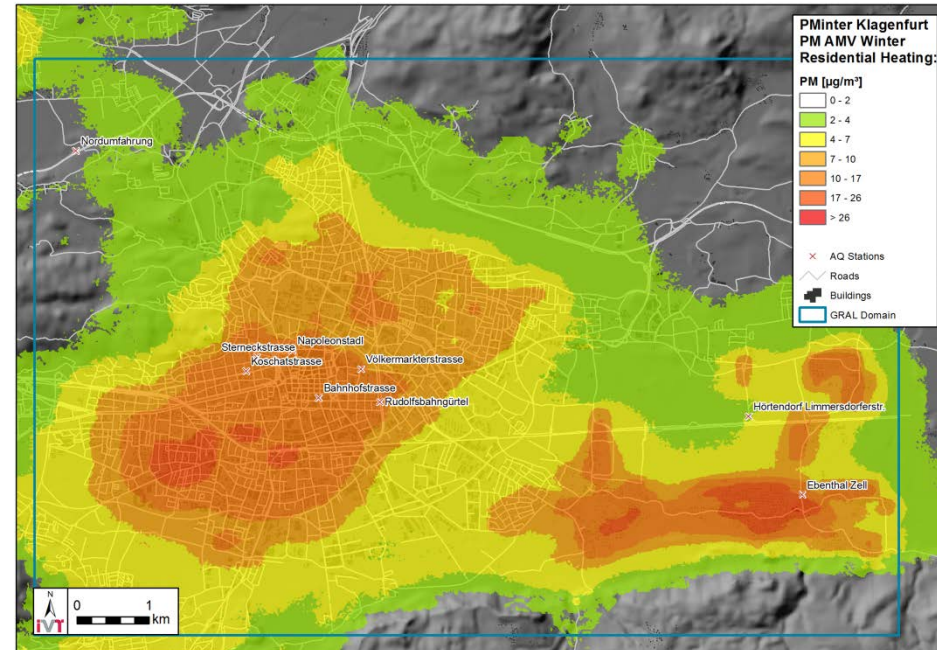 PMinter Klagenfurt
PM AMV Winter
Residential Heating:
PM [µg/m³]
0 - 2
2 - 4
4 - 7
7 - 10
10 - 17
17 - 26
> 26
AQ Stations
Roads
Buildings
GRAL Domain
Nordumfahrung
Napoleonstadl
Sterneckstrasse
Koschatstrasse
Völkermarkterstrasse
Bahnhofstrasse
Rudolfsbahngürtel
Hörtendorf Limmersdorferstr.
Ebenthal Zell
N
iVT
0 1
km